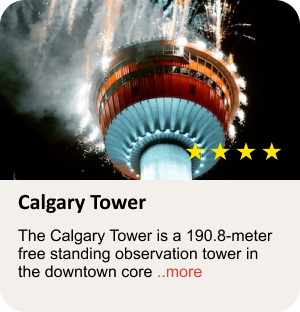 Calgary Tower
The Calgary Tower is a 190.8-meter
free standing observation tower in
the downtown core ..more